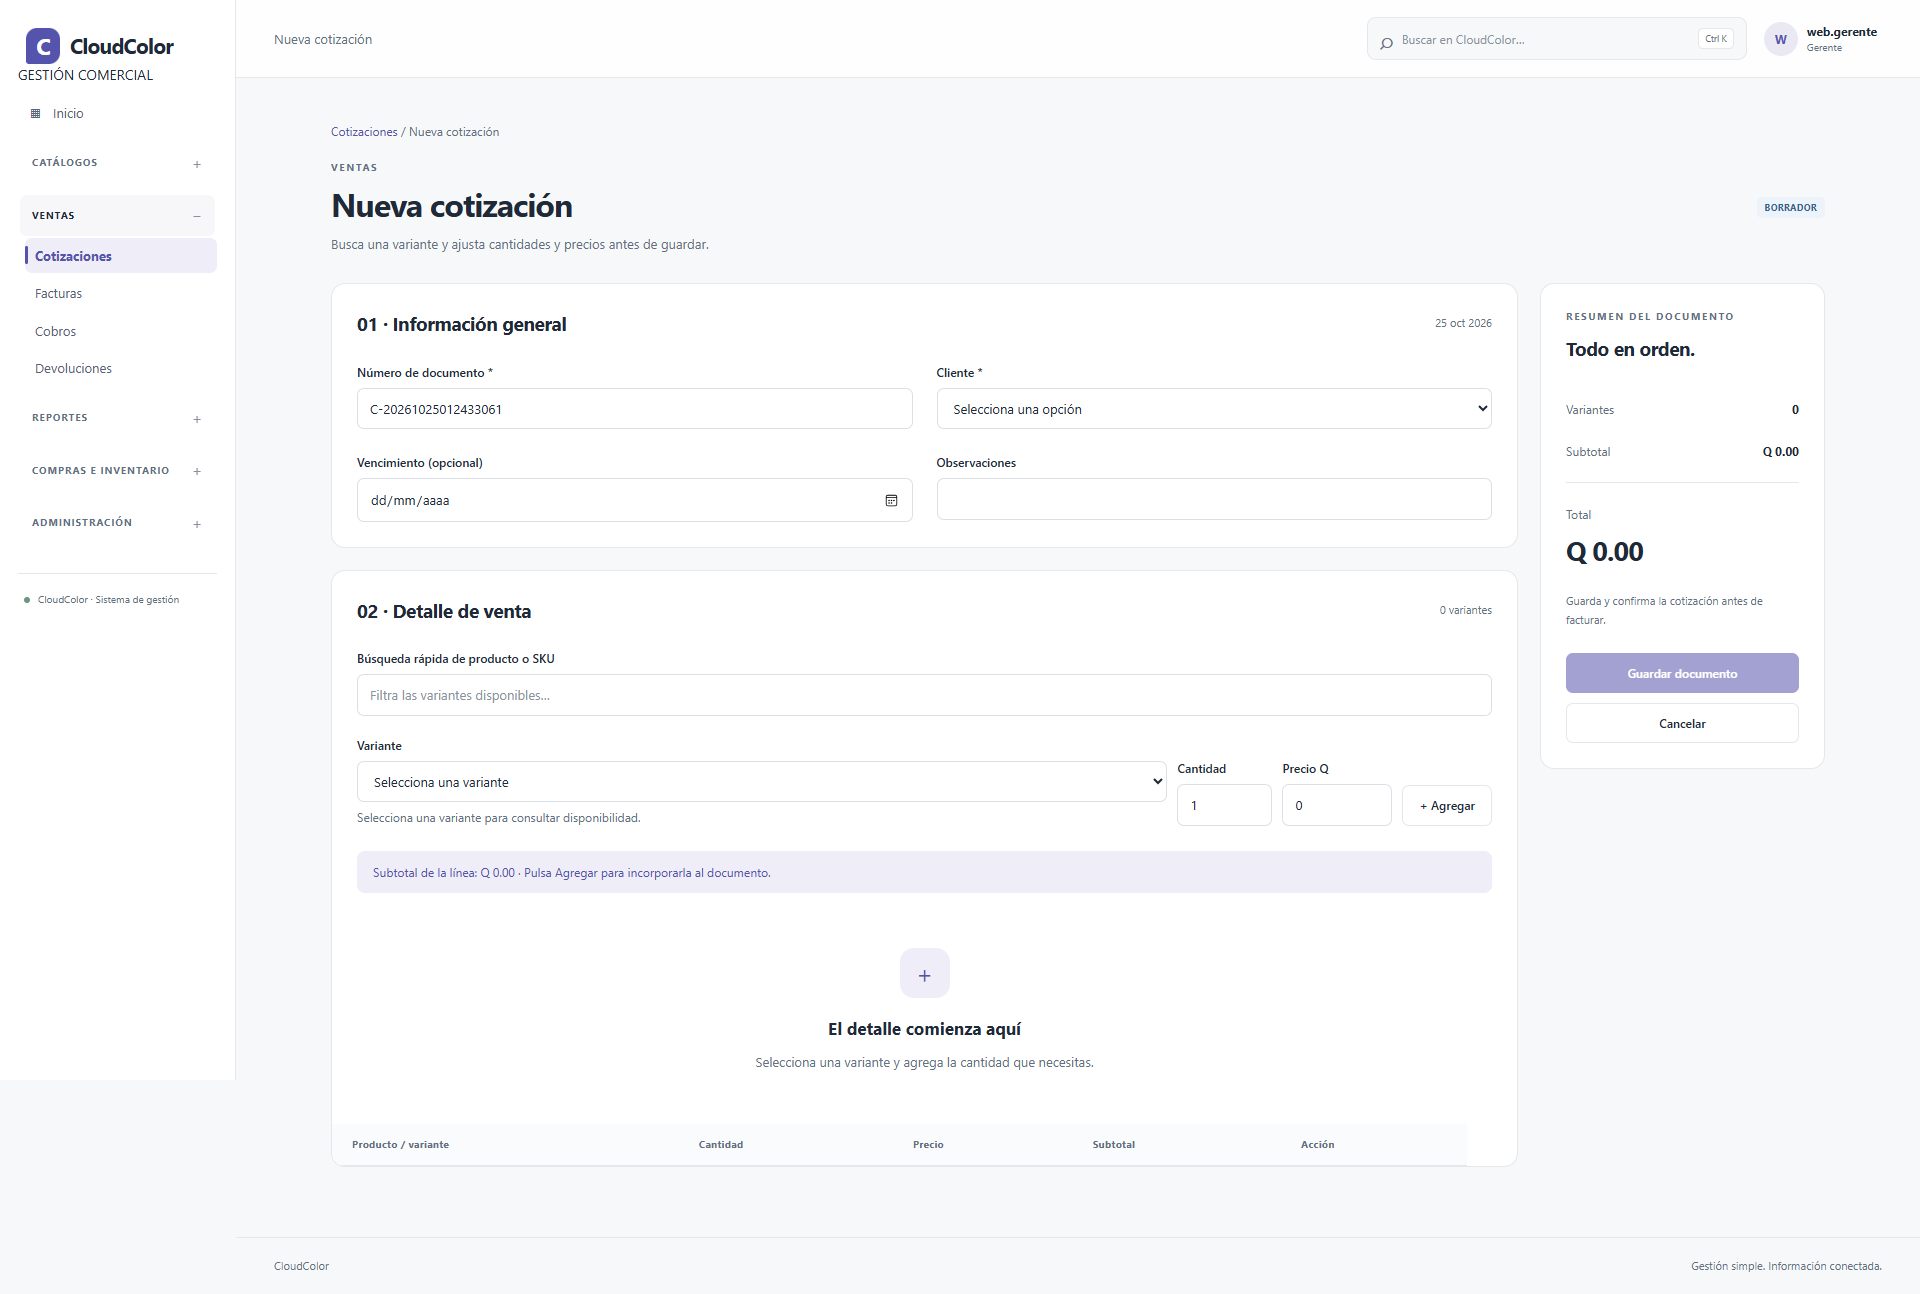 C CloudColor
GESTIÓN COMERCIAL
Inicio
CATÁLOGOS +
VENTAS −
Cotizaciones
Facturas
Cobros
Devoluciones
REPORTES +
COMPRAS E INVENTARIO +
ADMINISTRACIÓN +
CloudColor · Sistema de gestión
Nueva cotización
Buscar en CloudColor... Ctrl K
W web.gerente
Gerente
Cotizaciones / Nueva cotización
VENTAS
Nueva cotización
BORRADOR
Busca una variante y ajusta cantidades y precios antes de guardar.
01 · Información general 25 oct 2026
Número de documento * Cliente *
C-20261025012433061 Selecciona una opción
Vencimiento (opcional) Observaciones
dd/mm/aaaa
02 · Detalle de venta 0 variantes
Búsqueda rápida de producto o SKU
Filtra las variantes disponibles...
Variante Cantidad Precio Q
Selecciona una variante 1 0 + Agregar
Selecciona una variante para consultar disponibilidad.
Subtotal de la línea: Q 0.00 · Pulsa Agregar para incorporarla al documento.
+
El detalle comienza aquí
Selecciona una variante y agrega la cantidad que necesitas.
Producto / variante Cantidad Precio Subtotal Acción
RESUMEN DEL DOCUMENTO
Todo en orden.
Variantes 0
Subtotal Q 0.00
Total
Q 0.00
Guarda y confirma la cotización antes de
facturar.
Guardar documento
Cancelar
CloudColor Gestión simple. Información conectada.